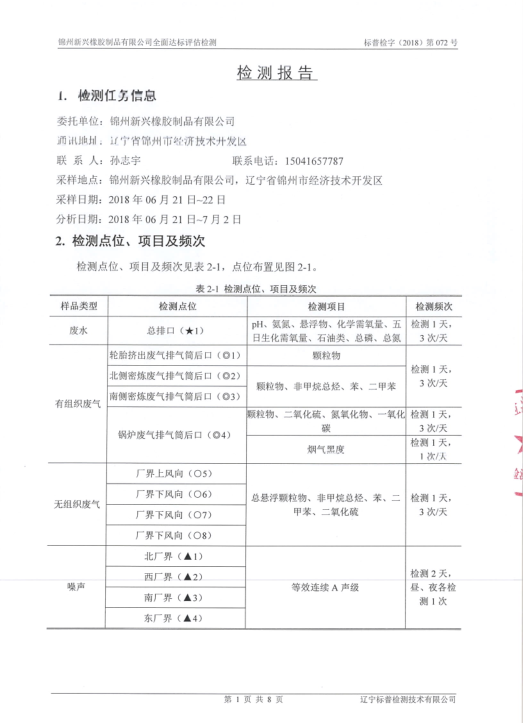 锦州新兴橡胶制品有限公司全面达标评估检测 标普检字（2018）第 072 号
检 测 报 告
1. 检测任务信息
委托单位：锦州新兴橡胶制品有限公司
通讯地址：辽宁省锦州市经济技术开发区
联 系 人：孙志宇 联系电话：15041657787
采样地点：锦州新兴橡胶制品有限公司，辽宁省锦州市经济技术开发区
采样日期：2018 年 06 月 21 日~22 日
分析日期：2018 年 06 月 21 日~7 月 2 日
2. 检测点位、项目及频次
检测点位、项目及频次见表 2-1，点位布置见图 2-1。
表 2-1 检测点位、项目及频次
样品类型 检测点位 检测项目 检测频次
废水 总排口（★1） pH、氨氮、悬浮物、化学需氧量、五日生化需氧量、石油类、总磷、总氮 检测 1 天，3 次/天
有组织废气 轮胎挤出废气排气筒后口（◎1） 颗粒物 检测 1 天，3 次/天
北侧密炼废气排气筒后口（◎2） 颗粒物、非甲烷总烃、苯、二甲苯
南侧密炼废气排气筒后口（◎3）
锅炉废气排气筒后口（◎4） 颗粒物、二氧化硫、氮氧化物、一氧化碳 检测 1 天，3 次/天
烟气黑度 检测 1 天，1 次/天
无组织废气 厂界上风向（○5） 总悬浮颗粒物、非甲烷总烃、苯、二甲苯、二氧化硫 检测 1 天，3 次/天
厂界下风向（○6）
厂界下风向（○7）
厂界下风向（○8）
噪声 北厂界（▲1） 等效连续 A 声级 检测 2 天，昼、夜各检测 1 次
西厂界（▲2）
南厂界（▲3）
东厂界（▲4）
第 1 页 共 8 页 辽宁标普检测技术有限公司